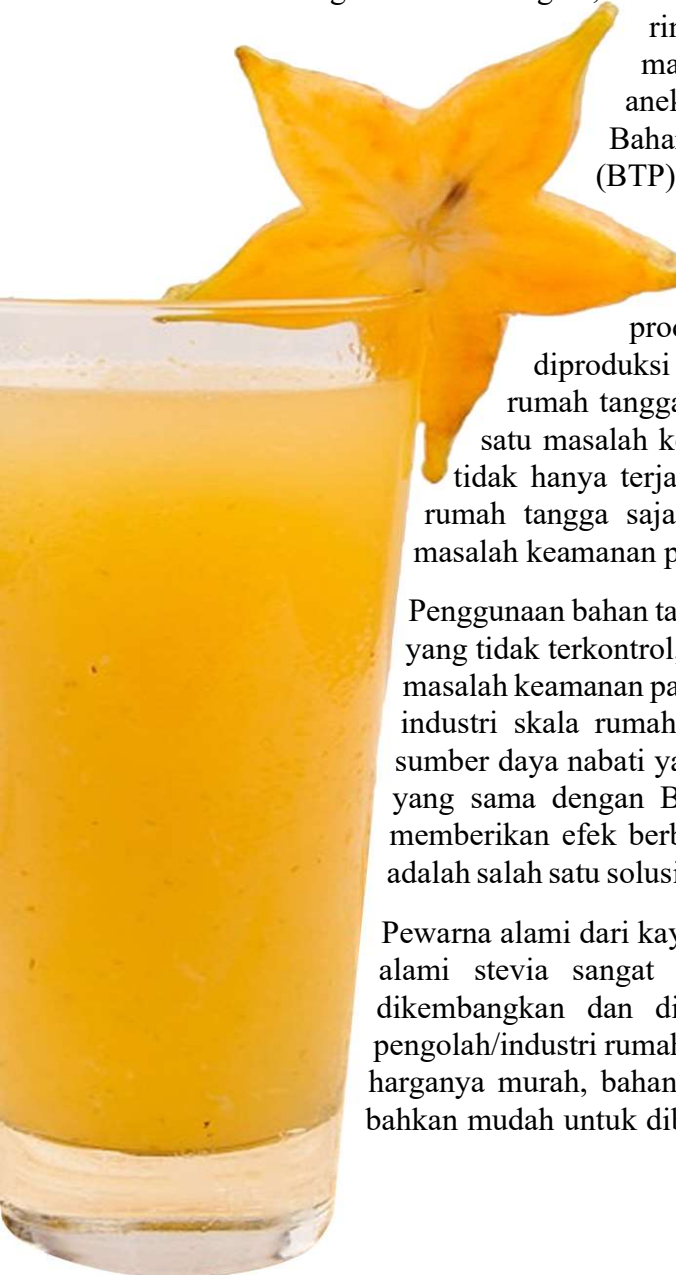 rin
ma
anek
Bahan
(BTP)
prod
diproduksi
rumah tangga
satu masalah ke
tidak hanya terja
rumah tangga saja
masalah keamanan p
Penggunaan bahan ta
yang tidak terkontrol,
masalah keamanan pa
industri skala rumah
sumber daya nabati ya
yang sama dengan B
memberikan efek berb
adalah salah satu solusi
Pewarna alami dari kay
alami stevia sangat
dikembangkan dan di
pengolah/industri rumah
harganya murah, bahan
bahkan mudah untuk dib